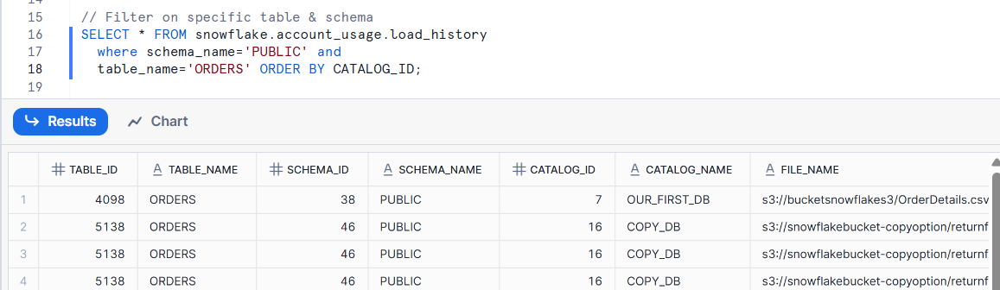 15 // Filter on specific table & schema
16 SELECT * FROM snowflake.account_usage.load_history
17 where schema_name='PUBLIC' and
18 table_name='ORDERS' ORDER BY CATALOG_ID;
19
Results Chart
TABLE_ID TABLE_NAME SCHEMA_ID SCHEMA_NAME CATALOG_ID CATALOG_NAME FILE_NAME
1 4098 ORDERS 38 PUBLIC 7 OUR_FIRST_DB s3://bucketsnowflakes3/OrderDetails.csv
2 5138 ORDERS 46 PUBLIC 16 COPY_DB s3://snowflakebucket-copyoption/returnf
3 5138 ORDERS 46 PUBLIC 16 COPY_DB s3://snowflakebucket-copyoption/returnf
4 5138 ORDERS 46 PUBLIC 16 COPY_DB s3://snowflakebucket-copyoption/returnf